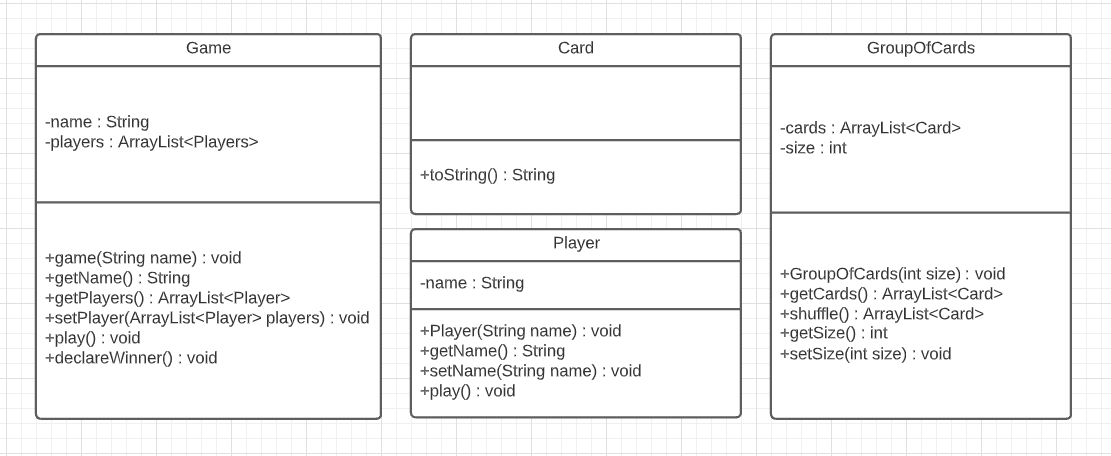 Game
-name : String
-players : ArrayList<Players>
+game(String name) : void
+getName() : String
+getPlayers() : ArrayList<Player>
+setPlayer(ArrayList<Player> players) : void
+play() : void
+declareWinner() : void
Card
+toString() : String
Player
-name : String
+Player(String name) : void
+getName() : String
+setName(String name) : void
+play() : void
GroupOfCards
-cards : ArrayList<Card>
-size : int
+GroupOfCards(int size) : void
+getCards() : ArrayList<Card>
+shuffle() : ArrayList<Card>
+getSize() : int
+setSize(int size) : void